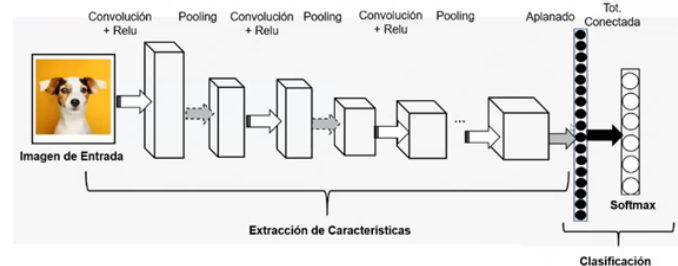 Convolución
+ Relu
Pooling
Convolución
+ Relu
Pooling
Convolución
+ Relu
Pooling
Aplanado
Tot.
Conectada
Imagen de Entrada
...
Softmax
Extracción de Características
Clasificación